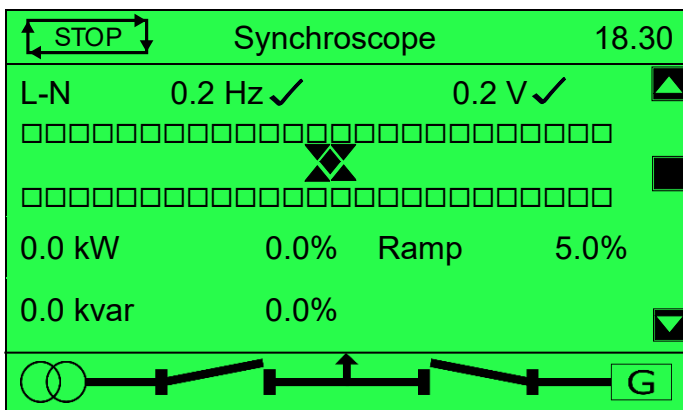 STOP Synchroscope 18.30
L-N 0.2 Hz ✓ 0.2 V ✓
0.0 kW 0.0% Ramp 5.0%
0.0 kvar 0.0%
G